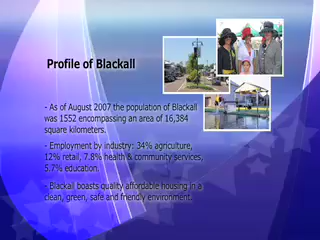 Profile of Blackall
- As of August 2007 the population of Blackall
was 1552 encompassing an area of 16,384
square kilometers.
- Employment by industry: 34% agriculture,
12% retail, 7.8% health & community services,
5.7% education.
- Blackall boasts quality affordable housing in a
clean, green, safe and friendly environment.